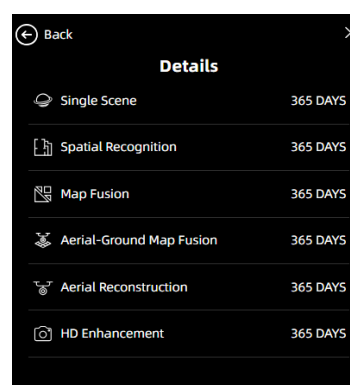 Back
Details
Single Scene 365 DAYS
Spatial Recognition 365 DAYS
Map Fusion 365 DAYS
Aerial-Ground Map Fusion 365 DAYS
Aerial Reconstruction 365 DAYS
HD Enhancement 365 DAYS